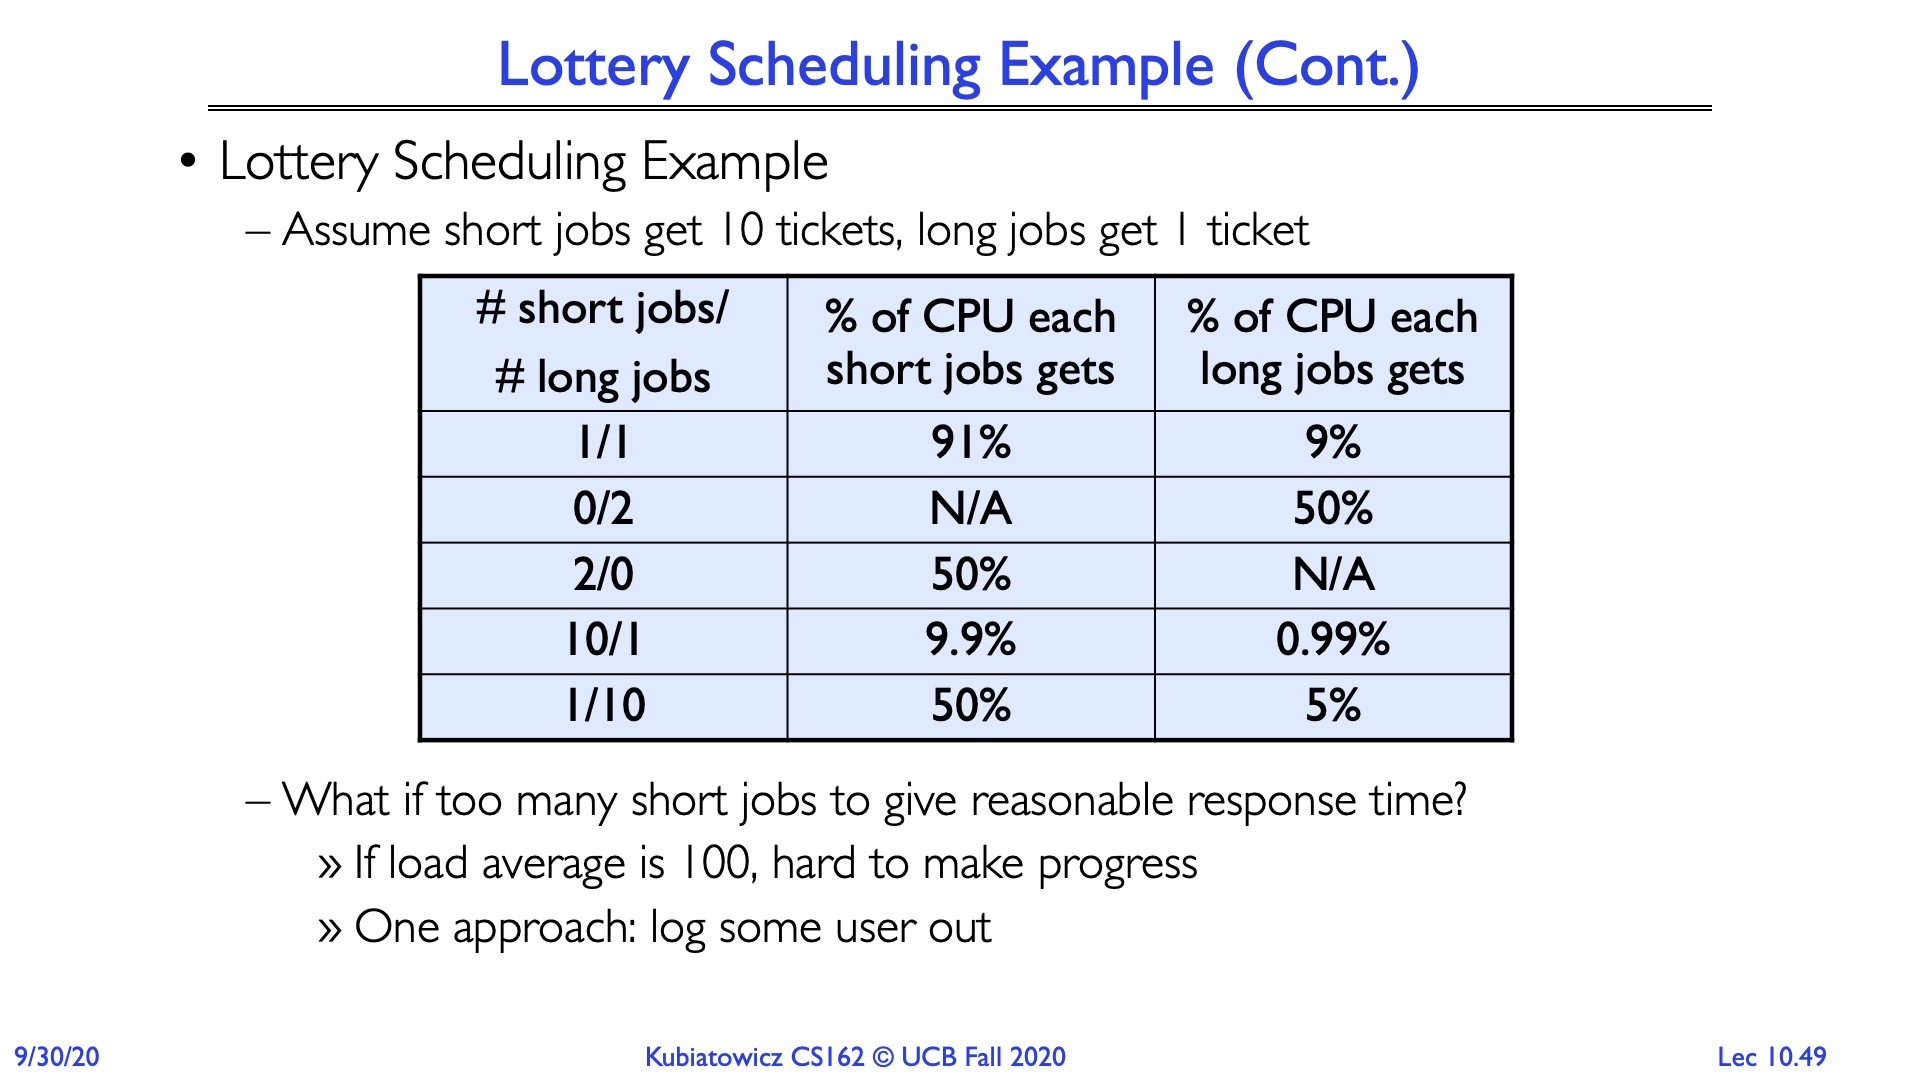 Lottery Scheduling Example (Cont.)
• Lottery Scheduling Example
– Assume short jobs get 10 tickets, long jobs get 1 ticket
# short jobs/
# long jobs
% of CPU each
short jobs gets
% of CPU each
long jobs gets
1/1 91% 9%
0/2 N/A 50%
2/0 50% N/A
10/1 9.9% 0.99%
1/10 50% 5%
– What if too many short jobs to give reasonable response time?
» If load average is 100, hard to make progress
» One approach: log some user out
9/30/20 Kubiatowicz CS162 © UCB Fall 2020 Lec 10.49